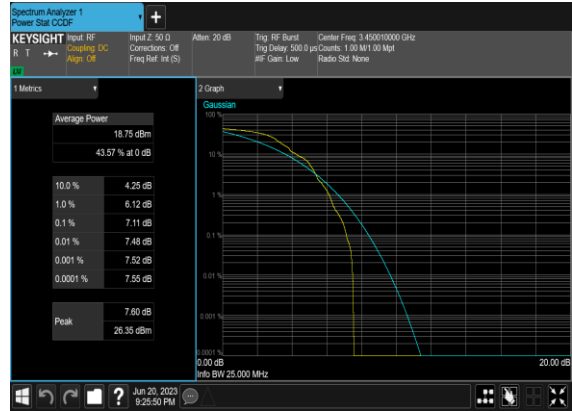 Spectrum Analyzer 1
Power Stat CCDF
+
KEYSIGHT
R T
LXI
Input: RF
Coupling: DC
Align: Off
Input Z: 50 Ω
Corrections: Off
Freq Ref: Int (S)
Atten: 20 dB
Trig: RF Burst
Trig Delay: 500.0 µs
#IF Gain: Low
Center Freq: 3.450010000 GHz
Counts: 1.00 M/1.00 Mpt
Radio Std: None
1 Metrics
Average Power
18.75 dBm
43.57 % at 0 dB
10.0 % 4.25 dB
1.0 % 6.12 dB
0.1 % 7.11 dB
0.01 % 7.48 dB
0.001 % 7.52 dB
0.0001 % 7.55 dB
Peak
7.60 dB
26.35 dBm
2 Graph
Gaussian
100 %
10 %
1 %
0.1 %
0.01 %
0.001 %
0.0001 %
0.00 dB
20.00 dB
Info BW 25.000 MHz
?
Jun 20, 2023
9:25:50 PM